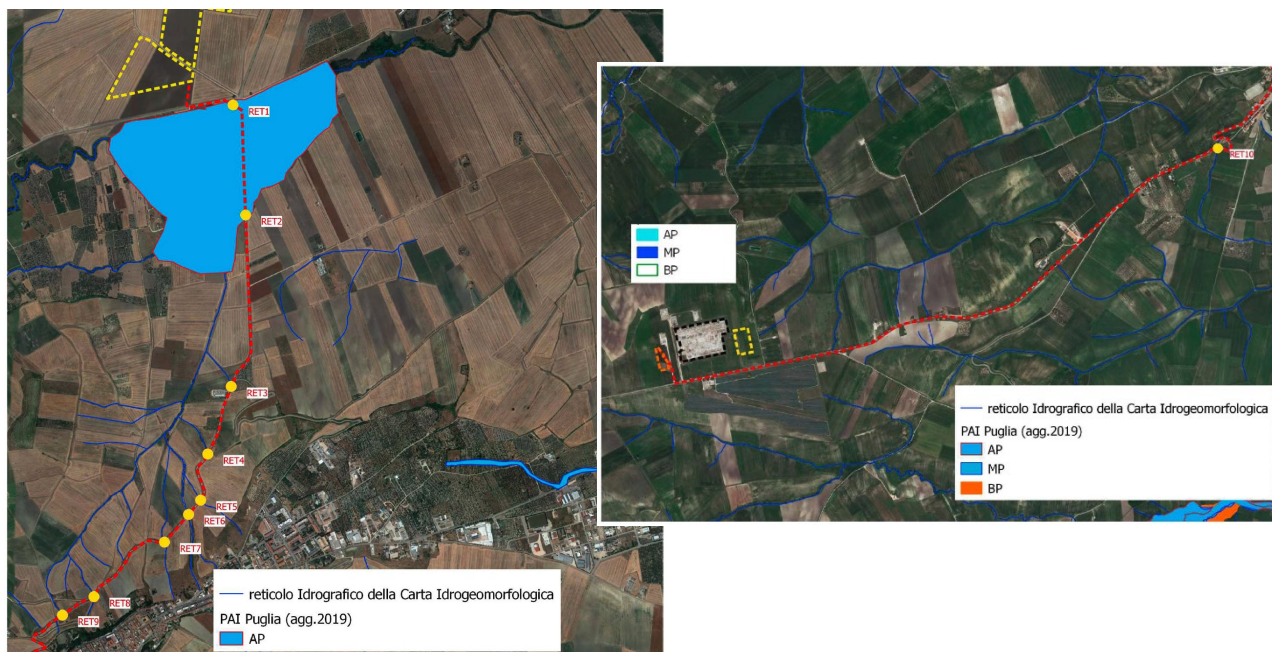 RET1
RET2
RET3
RET4
RET5
RET6
RET7
RET8
RET9
reticolo Idrografico della Carta Idrogeomorfologica
PAI Puglia (agg.2019)
AP
RET10
AP
MP
BP
reticolo Idrografico della Carta Idrogeomorfologica
PAI Puglia (agg.2019)
AP
MP
BP